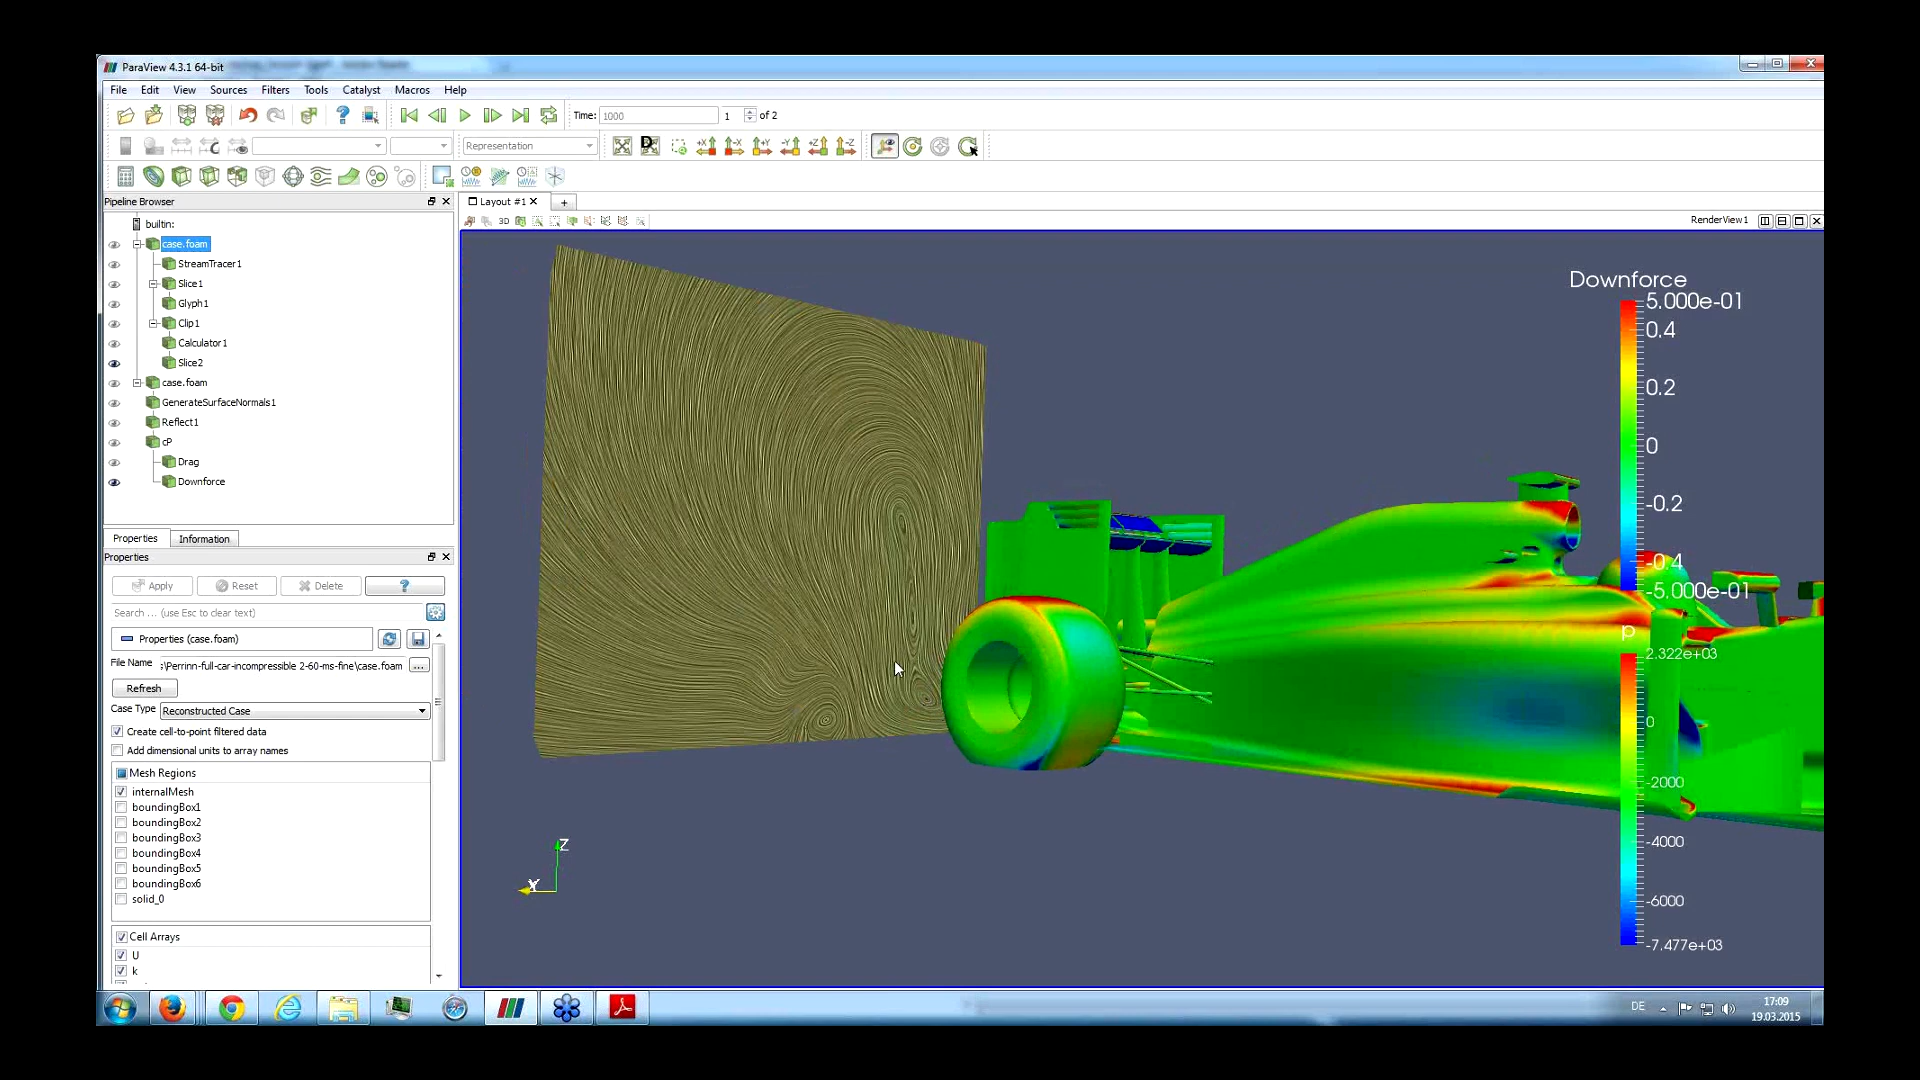 ParaView 4.3.1 64-bit
File Edit View Sources Filters Tools Catalyst Macros Help
Time: 1000 1 of 2
Representation
+X -X +Y -Y +Z -Z
Pipeline Browser
Layout #1
3D
RenderView1
builtin:
case.foam
StreamTracer1
Slice1
Glyph1
Clip1
Calculator1
Slice2
case.foam
GenerateSurfaceNormals1
Reflect1
cP
Drag
Downforce
Properties Information
Properties
Apply Reset Delete ?
Search ... (use Esc to clear text)
Properties (case.foam)
File Name :\Perrinn-full-car-incompressible 2-60-ms-fine\case.foam ...
Refresh
Case Type Reconstructed Case
Create cell-to-point filtered data
Add dimensional units to array names
Mesh Regions
internalMesh
boundingBox1
boundingBox2
boundingBox3
boundingBox4
boundingBox5
boundingBox6
solid_0
Cell Arrays
U
k
Downforce
5.000e-01
0.4
0.2
0
-0.2
-0.4
-5.000e-01
p
2.322e+03
0
-2000
-4000
-6000
-7.477e+03
Z
X
DE
17:09
19.03.2015